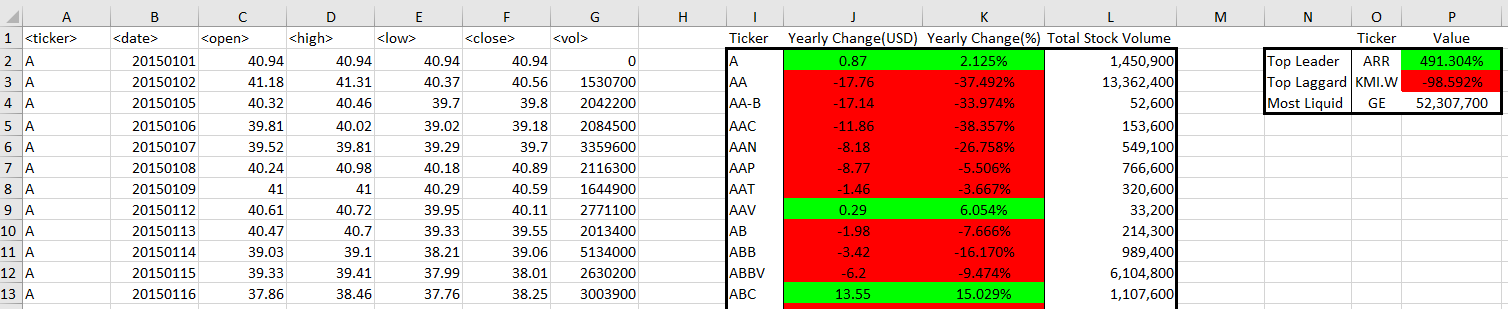 A B C D E F G H I J K L M N O P
1 <ticker> <date> <open> <high> <low> <close> <vol> Ticker Yearly Change(USD) Yearly Change(%) Total Stock Volume Ticker Value
2 A 20150101 40.94 40.94 40.94 40.94 0 A 0.87 2.125% 1,450,900 Top Leader ARR 491.304%
3 A 20150102 41.18 41.31 40.37 40.56 1530700 AA -17.76 -37.492% 13,362,400 Top Laggard KMI.W -98.592%
4 A 20150105 40.32 40.46 39.7 39.8 2042200 AA-B -17.14 -33.974% 52,600 Most Liquid GE 52,307,700
5 A 20150106 39.81 40.02 39.02 39.18 2084500 AAC -11.86 -38.357% 153,600
6 A 20150107 39.52 39.81 39.29 39.7 3359600 AAN -8.18 -26.758% 549,100
7 A 20150108 40.24 40.98 40.18 40.89 2116300 AAP -8.77 -5.506% 766,600
8 A 20150109 41 41 40.29 40.59 1644900 AAT -1.46 -3.667% 320,600
9 A 20150112 40.61 40.72 39.95 40.11 2771100 AAV 0.29 6.054% 33,200
10 A 20150113 40.47 40.7 39.33 39.55 2013400 AB -1.98 -7.666% 214,300
11 A 20150114 39.03 39.1 38.21 39.06 5134000 ABB -3.42 -16.170% 989,400
12 A 20150115 39.33 39.41 37.99 38.01 2630200 ABBV -6.2 -9.474% 6,104,800
13 A 20150116 37.86 38.46 37.76 38.25 3003900 ABC 13.55 15.029% 1,107,600